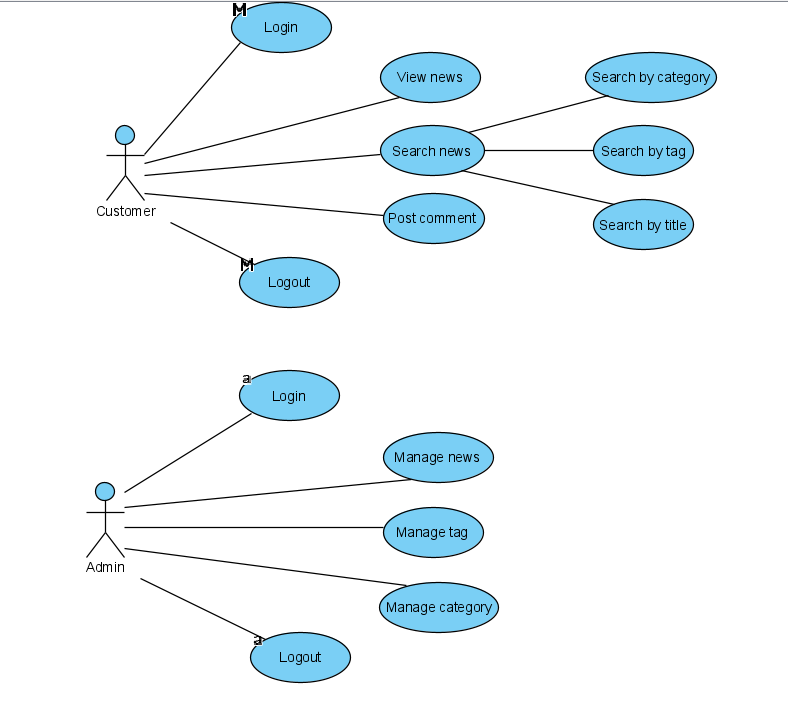 M
Login
View news
Search by category
Search news
Search by tag
Customer
Post comment
Search by title
M
Logout
a
Login
Manage news
Manage tag
Admin
Manage category
a
Logout